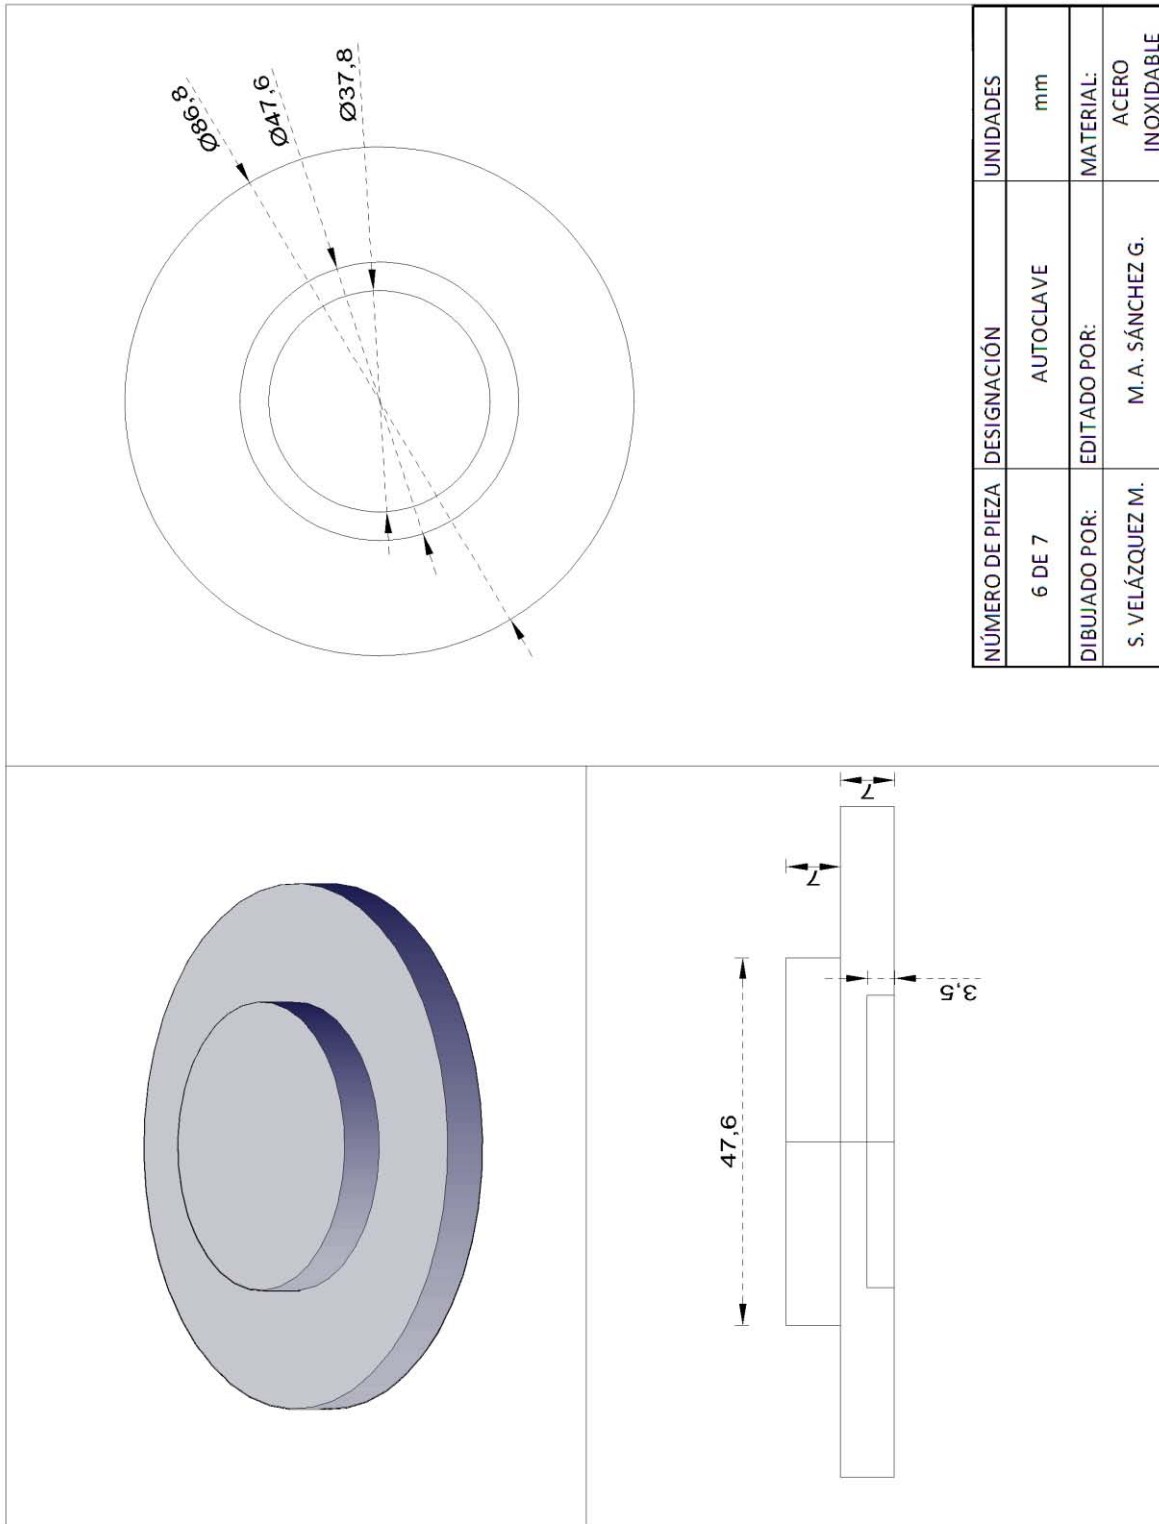 Ø86,8
Ø47,6
Ø37,8
NÚMERO DE PIEZA DESIGNACIÓN UNIDADES
6 DE 7 AUTOCLAVE mm
DIBUJADO POR: EDITADO POR: MATERIAL:
S. VELÁZQUEZ M. M.A. SÁNCHEZ G. ACERO
INOXIDABLE
47,6
7
7
3,5